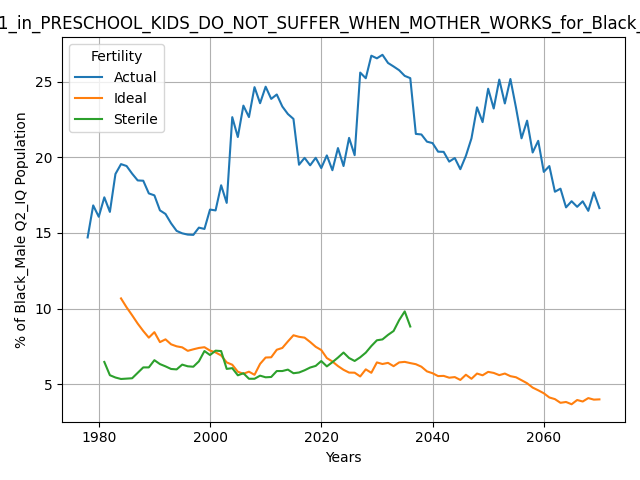 1_in_PRESCHOOL_KIDS_DO_NOT_SUFFER_WHEN_MOTHER_WORKS_for_Black_
Fertility
Actual
Ideal
Sterile
% of Black_Male Q2_IQ Population
25
20
15
10
5
1980
2000
2020
2040
2060
Years